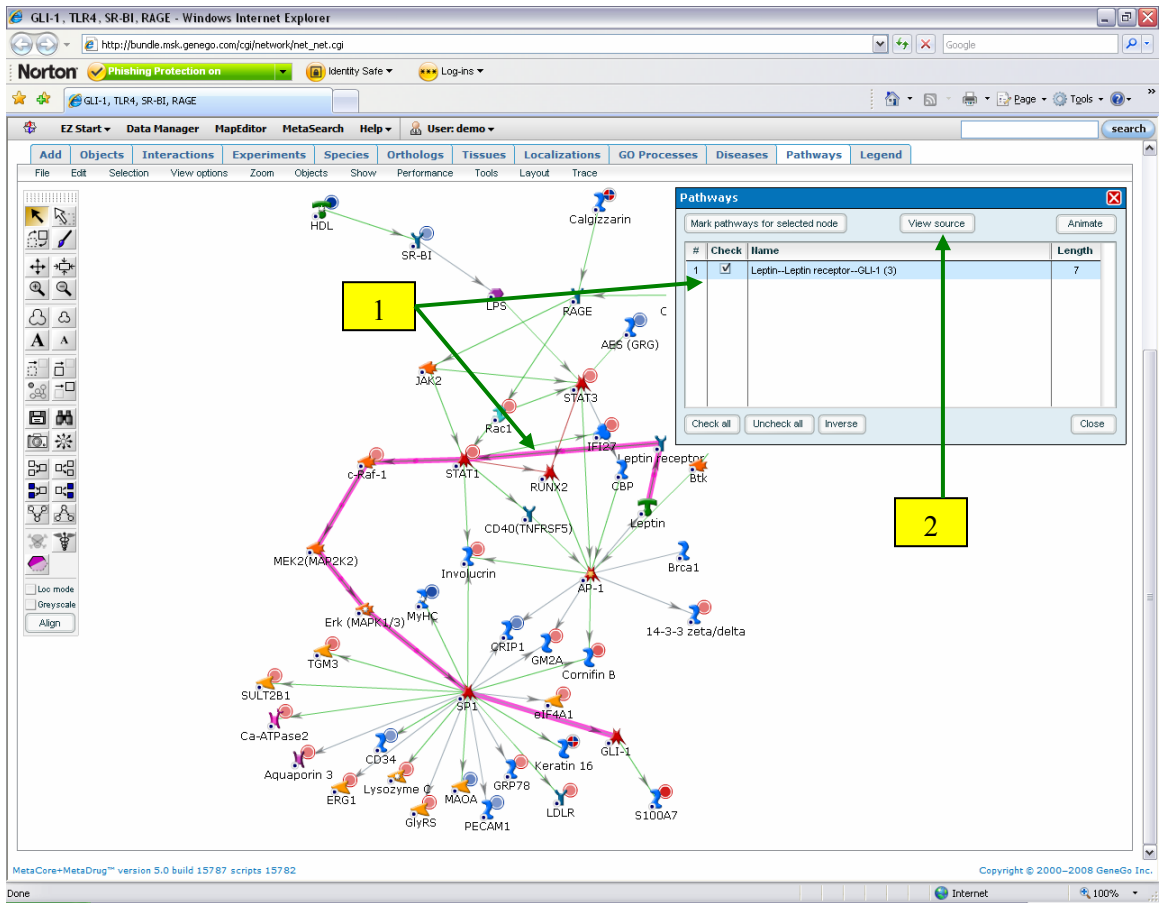 GLI-1, TLR4, SR-BI, RAGE - Windows Internet Explorer
http://bundle.msk.genego.com/cgi/network/net_net.cgi
Google
Norton
Phishing Protection on
Identity Safe
Log-ins
GLI-1, TLR4, SR-BI, RAGE
Page
Tools
»
EZ Start
Data Manager
MapEditor
MetaSearch
Help
User: demo
search
Add
Objects
Interactions
Experiments
Species
Orthologs
Tissues
Localizations
GO Processes
Diseases
Pathways
Legend
File
Edit
Selection
View options
Zoom
Objects
Show
Performance
Tools
Layout
Trace
A
A
Loc mode
Greyscale
Align
Pathways
Mark pathways for selected node
View source
Animate
#
Check
Name
Length
1
Leptin--Leptin receptor--GLI-1 (3)
7
Check all
Uncheck all
Inverse
Close
1
2
HDL
Calgizzarin
SR-BI
LPS
RAGE
C
AES (GRG)
JAK2
STAT3
Rac1
IFI27
Leptin receptor
c-Raf-1
STAT1
RUNX2
CBP
Btk
CD40(TNFRSF5)
Leptin
MEK2(MAP2K2)
Involucrin
Brca1
AP-1
Erk (MAPK1/3)
MyHC
14-3-3 zeta/delta
CRIP1
TGM3
GM2A
Cornifin B
SULT2B1
SP1
eIF4A1
Ca-ATPase2
GLI-1
CD34
Keratin 16
Aquaporin 3
Lysozyme C
GRP78
ERG1
MAOA
LDLR
S100A7
GlyRS
PECAM1
MetaCore+MetaDrug™ version 5.0 build 15787 scripts 15782
Copyright © 2000-2008 GeneGo Inc.
Done
Internet
100%